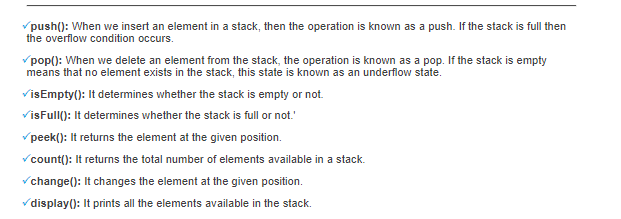 ✓push(): When we insert an element in a stack, then the operation is known as a push. If the stack is full then
the overflow condition occurs.
✓pop(): When we delete an element from the stack, the operation is known as a pop. If the stack is empty
means that no element exists in the stack, this state is known as an underflow state.
✓isEmpty(): It determines whether the stack is empty or not.
✓isFull(): It determines whether the stack is full or not.'
✓peek(): It returns the element at the given position.
✓count(): It returns the total number of elements available in a stack.
✓change(): It changes the element at the given position.
✓display(): It prints all the elements available in the stack.